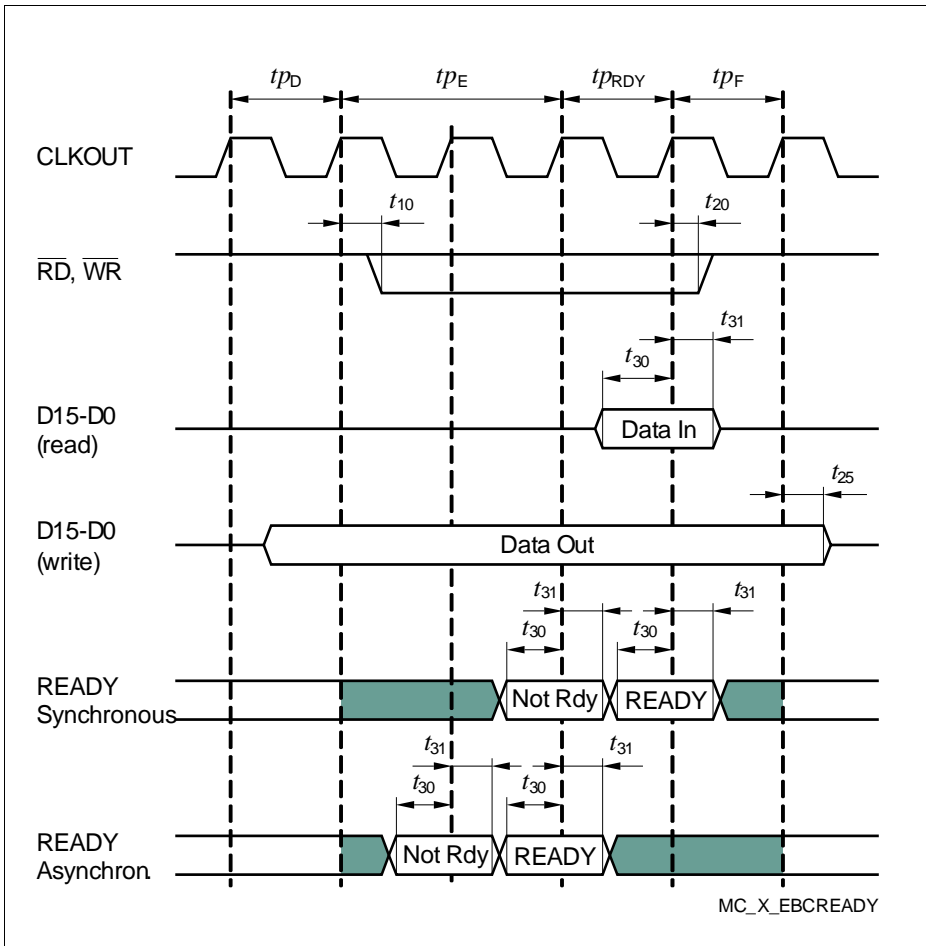 tpD tpE tpRDY tpF
CLKOUT
t10 t20
RD, WR
t31
t30
D15-D0
(read)
Data In
t25
D15-D0
(write)
Data Out
t31 t31
t30 t30
READY
Synchronous
Not Rdy READY
t31 t31
t30 t30
READY
Asynchron.
Not Rdy READY
MC_X_EBCREADY